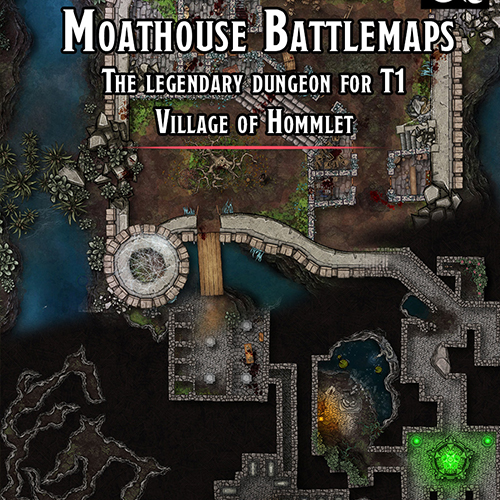 Moathouse Battlemaps
The legendary dungeon for T1
Village of Hommlet